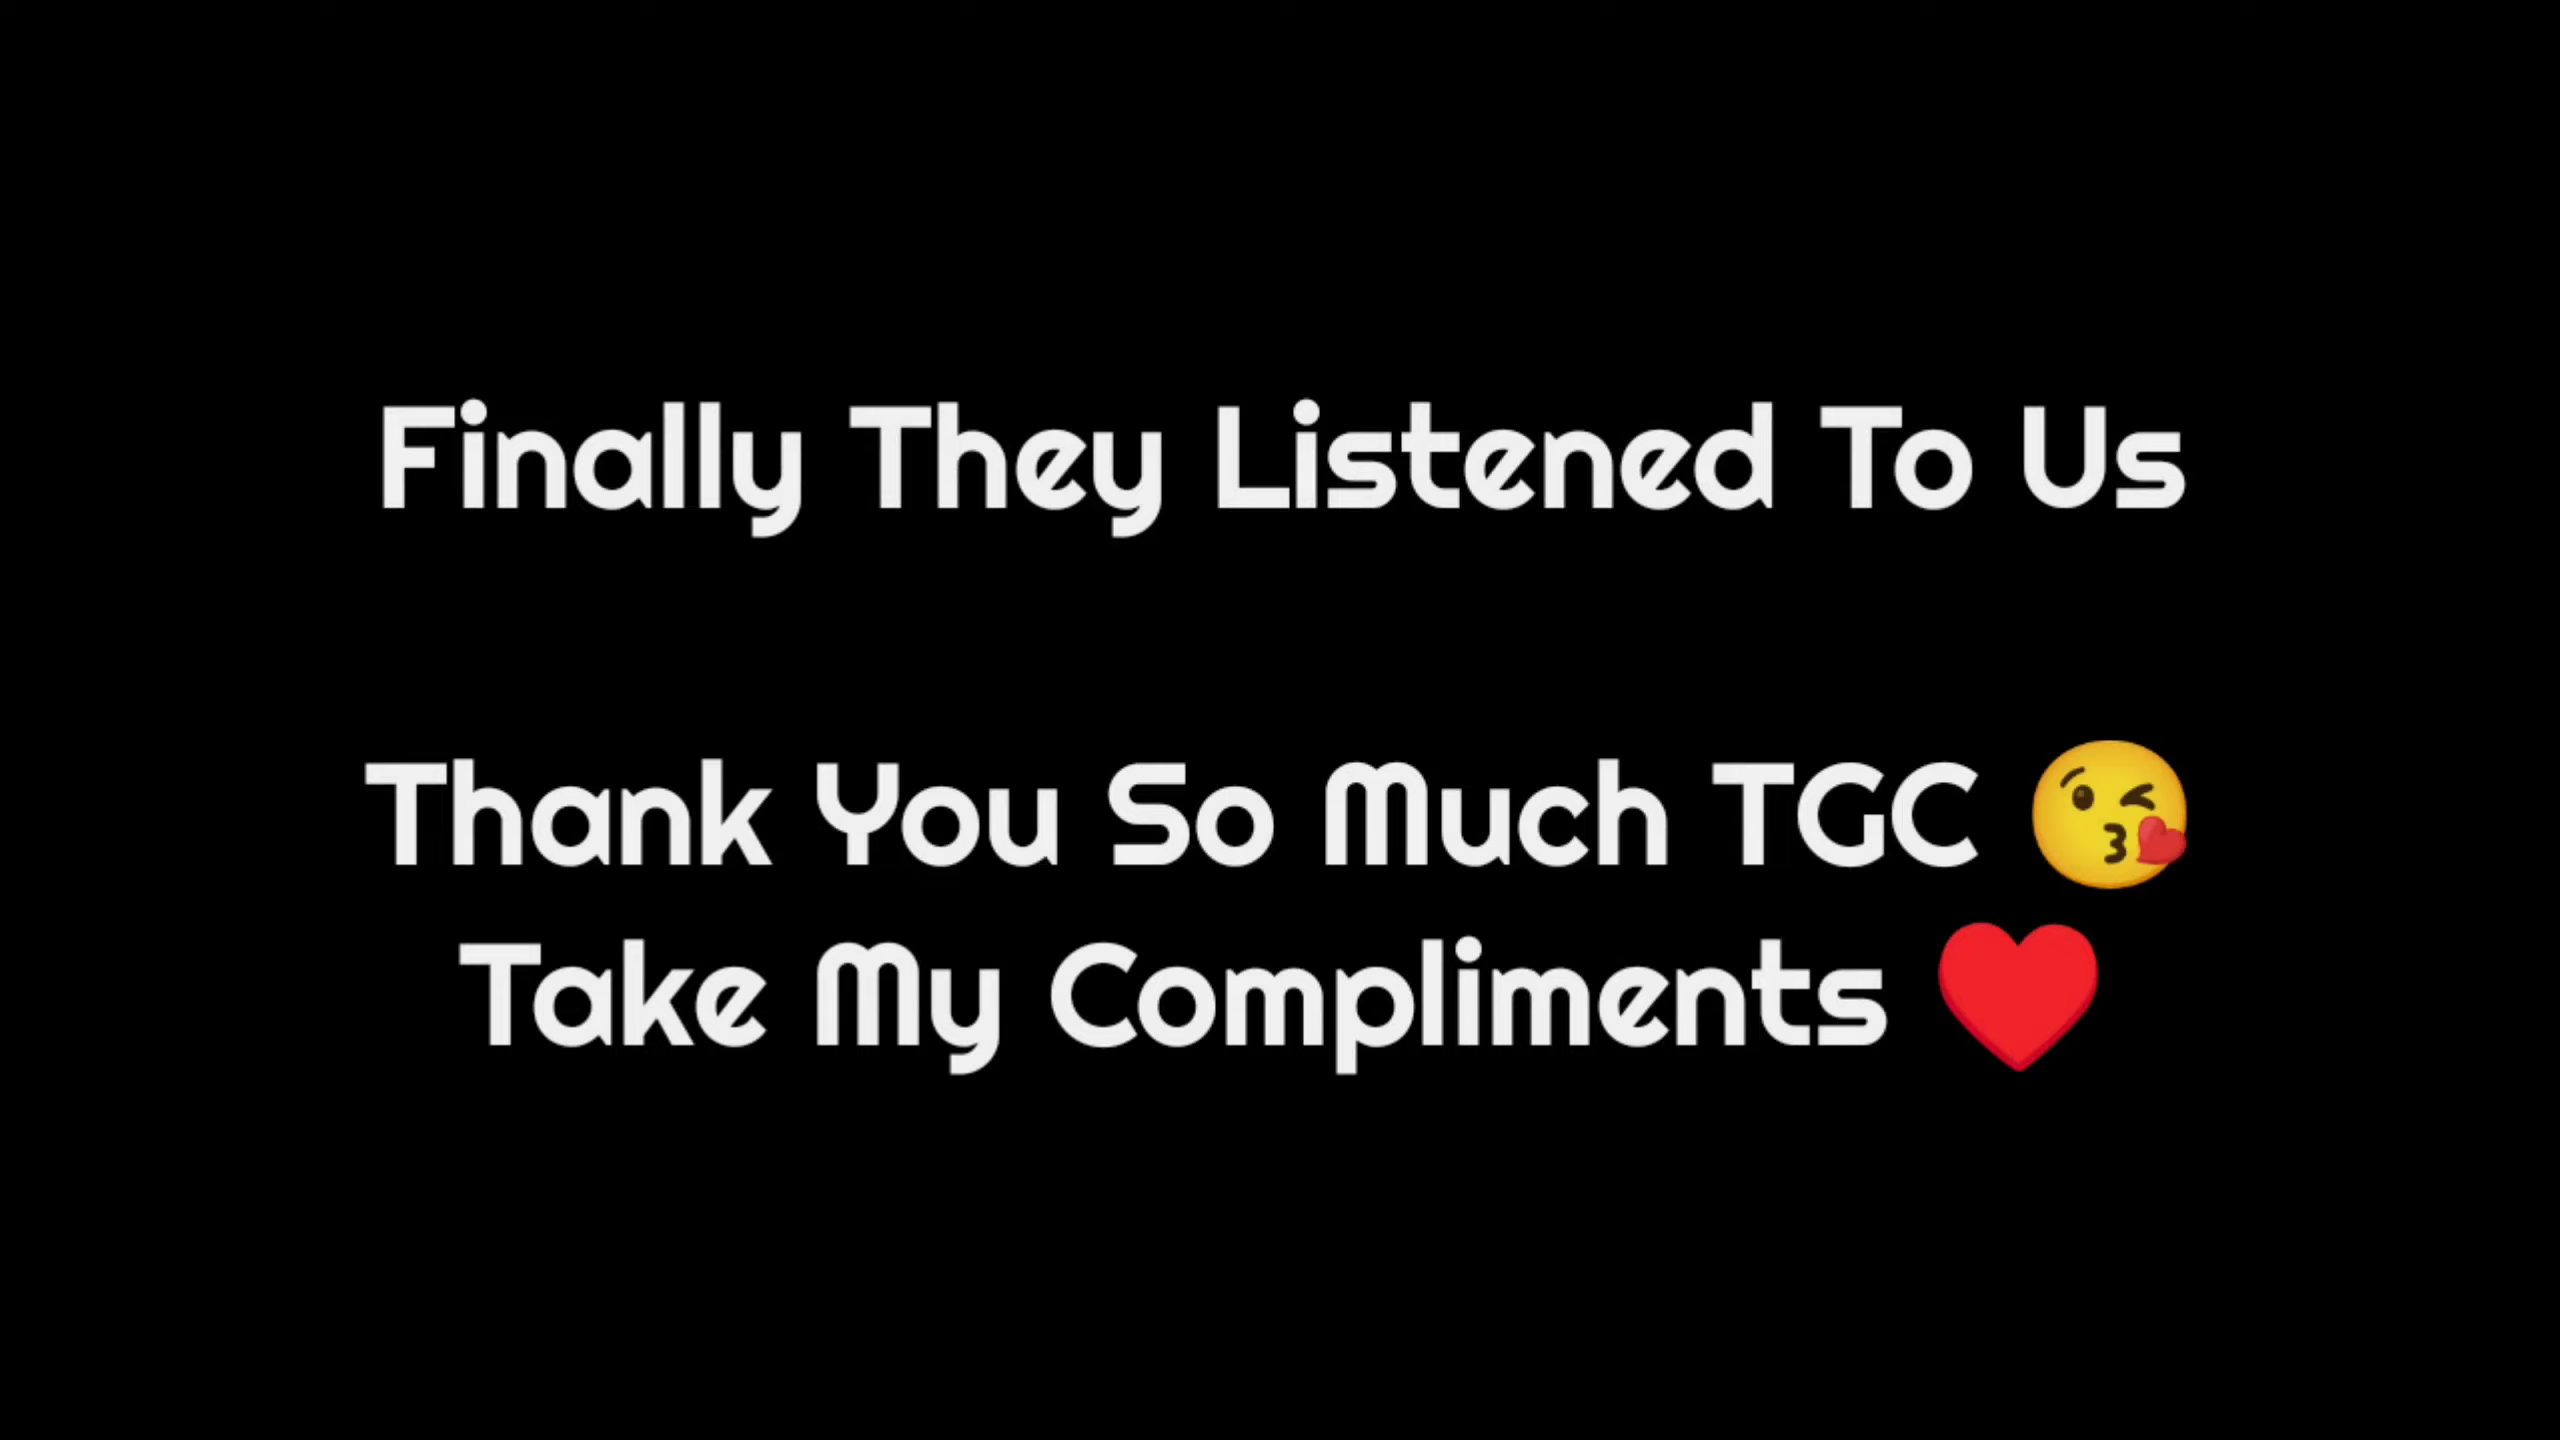 Finally They Listened To Us
Thank You So Much TGC 😘
Take My Compliments ♥️